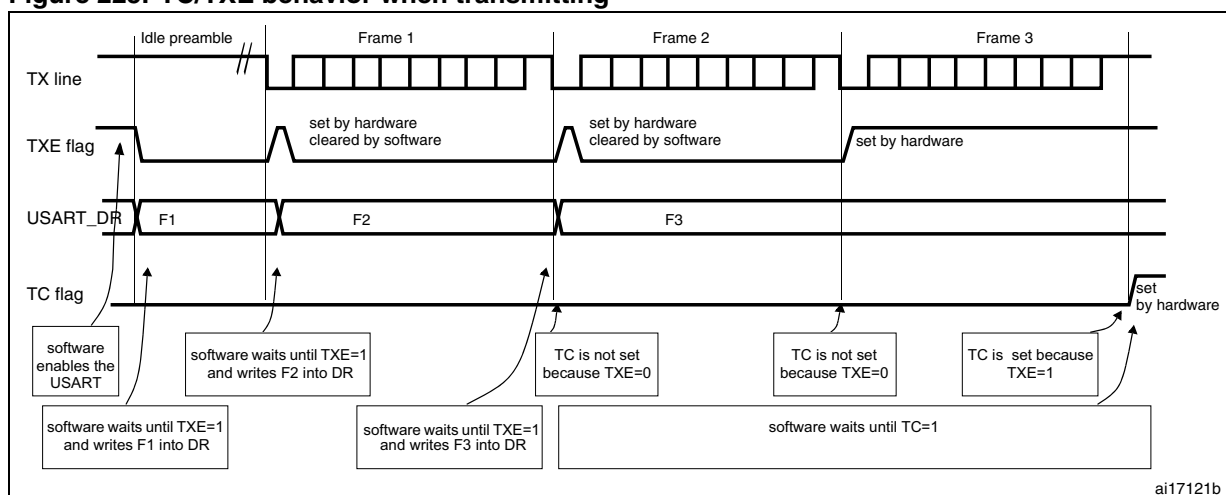 Figure 223. TC/TXE behavior when transmitting
Idle preamble
Frame 1
Frame 2
Frame 3
TX line
TXE flag
set by hardware
cleared by software
set by hardware
cleared by software
set by hardware
USART_DR
F1
F2
F3
TC flag
set
by hardware
software
enables the
USART
software waits until TXE=1
and writes F2 into DR
TC is not set
because TXE=0
TC is not set
because TXE=0
TC is set because
TXE=1
software waits until TXE=1
and writes F1 into DR
software waits until TXE=1
and writes F3 into DR
software waits until TC=1
ai17121b